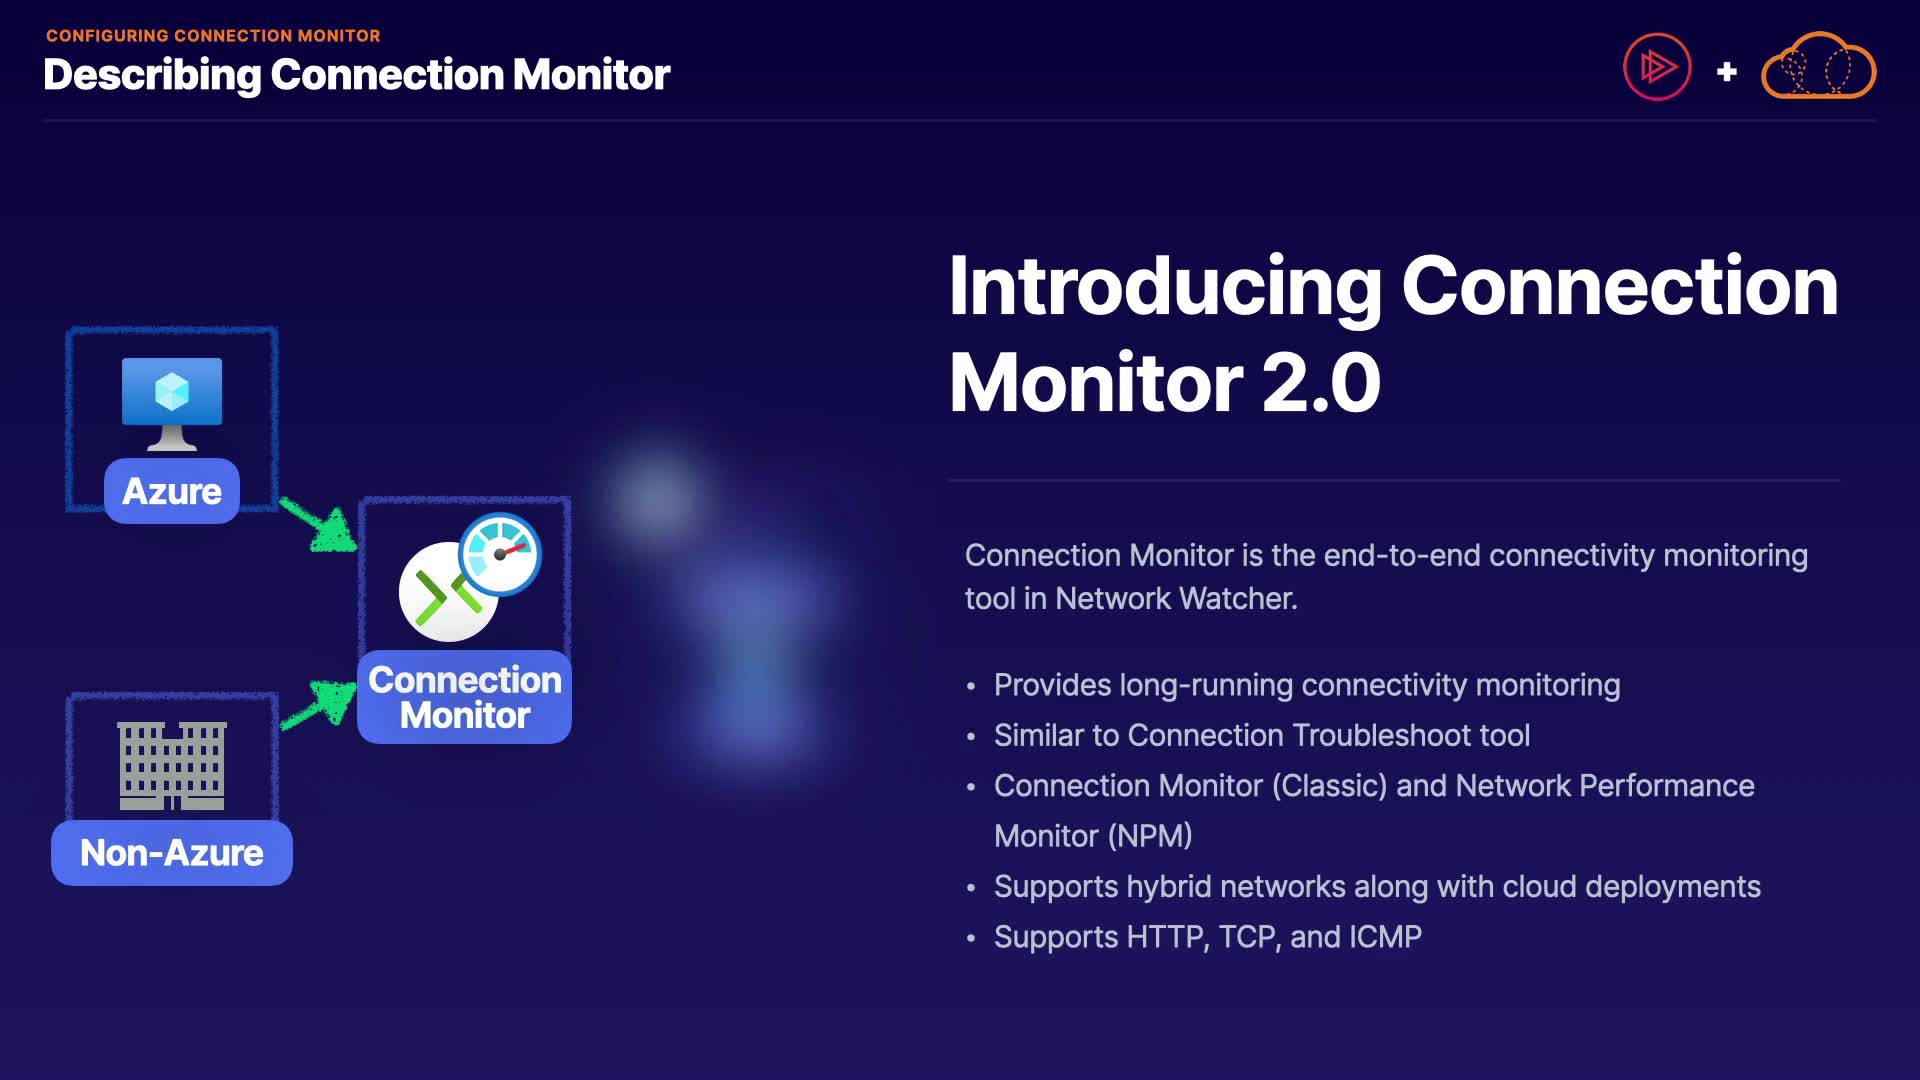 CONFIGURING CONNECTION MONITOR
Describing Connection Monitor
Azure
Connection
Monitor
Non-Azure
Introducing Connection
Monitor 2.0
Connection Monitor is the end-to-end connectivity monitoring
tool in Network Watcher.
• Provides long-running connectivity monitoring
• Similar to Connection Troubleshoot tool
• Connection Monitor (Classic) and Network Performance
Monitor (NPM)
• Supports hybrid networks along with cloud deployments
• Supports HTTP, TCP, and ICMP